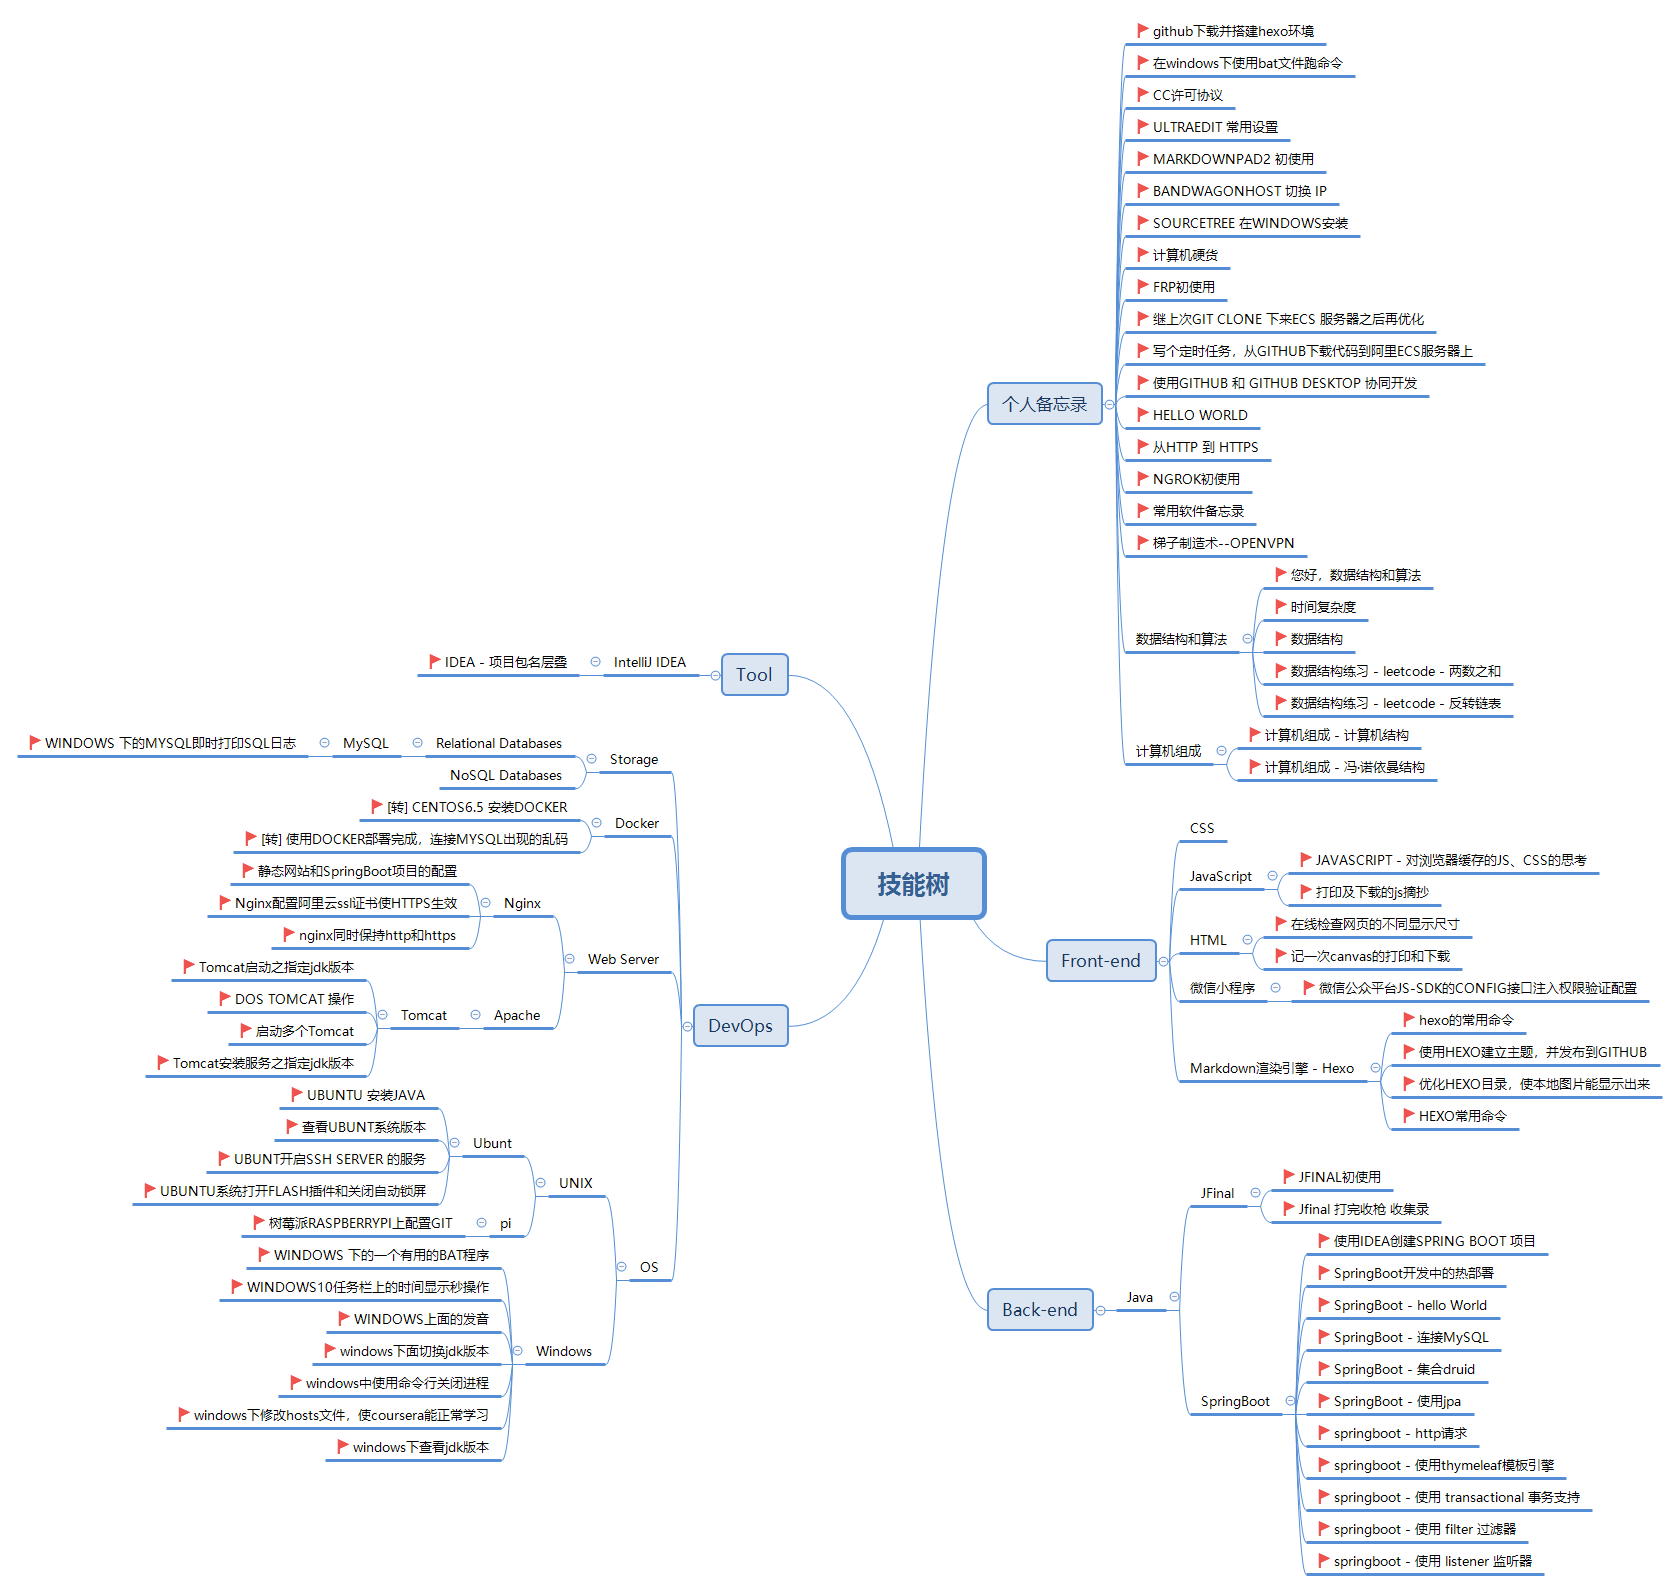 技能树
个人备忘录
github下载并搭建hexo环境
在windows下使用bat文件跑命令
CC许可协议
ULTRAEDIT 常用设置
MARKDOWNPAD2 初使用
BANDWAGONHOST 切换 IP
SOURCETREE 在WINDOWS安装
计算机硬货
FRP初使用
继上次GIT CLONE 下来ECS 服务器之后再优化
写个定时任务，从GITHUB下载代码到阿里ECS服务器上
使用GITHUB 和 GITHUB DESKTOP 协同开发
HELLO WORLD
从HTTP 到 HTTPS
NGROK初使用
常用软件备忘录
梯子制造术--OPENVPN
数据结构和算法
您好，数据结构和算法
时间复杂度
数据结构
数据结构练习 - leetcode - 两数之和
数据结构练习 - leetcode - 反转链表
计算机组成
计算机组成 - 计算机结构
计算机组成 - 冯·诺依曼结构
Front-end
CSS
JavaScript
JAVASCRIPT - 对浏览器缓存的JS、CSS的思考
打印及下载的js摘抄
HTML
在线检查网页的不同显示尺寸
记一次canvas的打印和下载
微信小程序
微信公众平台JS-SDK的CONFIG接口注入权限验证配置
Markdown渲染引擎 - Hexo
hexo的常用命令
使用HEXO建立主题，并发布到GITHUB
优化HEXO目录，使本地图片能显示出来
HEXO常用命令
Back-end
Java
JFinal
JFINAL初使用
Jfinal 打完收枪 收集录
SpringBoot
使用IDEA创建SPRING BOOT 项目
SpringBoot开发中的热部署
SpringBoot - hello World
SpringBoot - 连接MySQL
SpringBoot - 集合druid
SpringBoot - 使用jpa
springboot - http请求
springboot - 使用thymeleaf模板引擎
springboot - 使用 transactional 事务支持
springboot - 使用 filter 过滤器
springboot - 使用 listener 监听器
Tool
IntelliJ IDEA
IDEA - 项目包名层叠
DevOps
Storage
Relational Databases
MySQL
WINDOWS 下的MYSQL即时打印SQL日志
NoSQL Databases
Docker
[转] CENTOS6.5 安装DOCKER
[转] 使用DOCKER部署完成，连接MYSQL出现的乱码
Web Server
Nginx
静态网站和SpringBoot项目的配置
Nginx配置阿里云ssl证书使HTTPS生效
nginx同时保持http和https
Apache
Tomcat
Tomcat启动之指定jdk版本
DOS TOMCAT 操作
启动多个Tomcat
Tomcat安装服务之指定jdk版本
OS
UNIX
Ubunt
UBUNTU 安装JAVA
查看UBUNT系统版本
UBUNT开启SSH SERVER 的服务
UBUNTU系统打开FLASH插件和关闭自动锁屏
pi
树莓派RASPBERRYPI上配置GIT
Windows
WINDOWS 下的一个有用的BAT程序
WINDOWS10任务栏上的时间显示秒操作
WINDOWS上面的发音
windows下面切换jdk版本
windows中使用命令行关闭进程
windows下修改hosts文件，使coursera能正常学习
windows下查看jdk版本